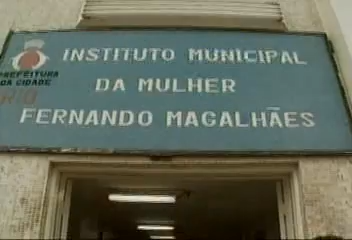 INSTITUTO MUNICIPAL
DA MULHER
FERNANDO MAGALHÃES
PREFEITURA
DA CIDADE